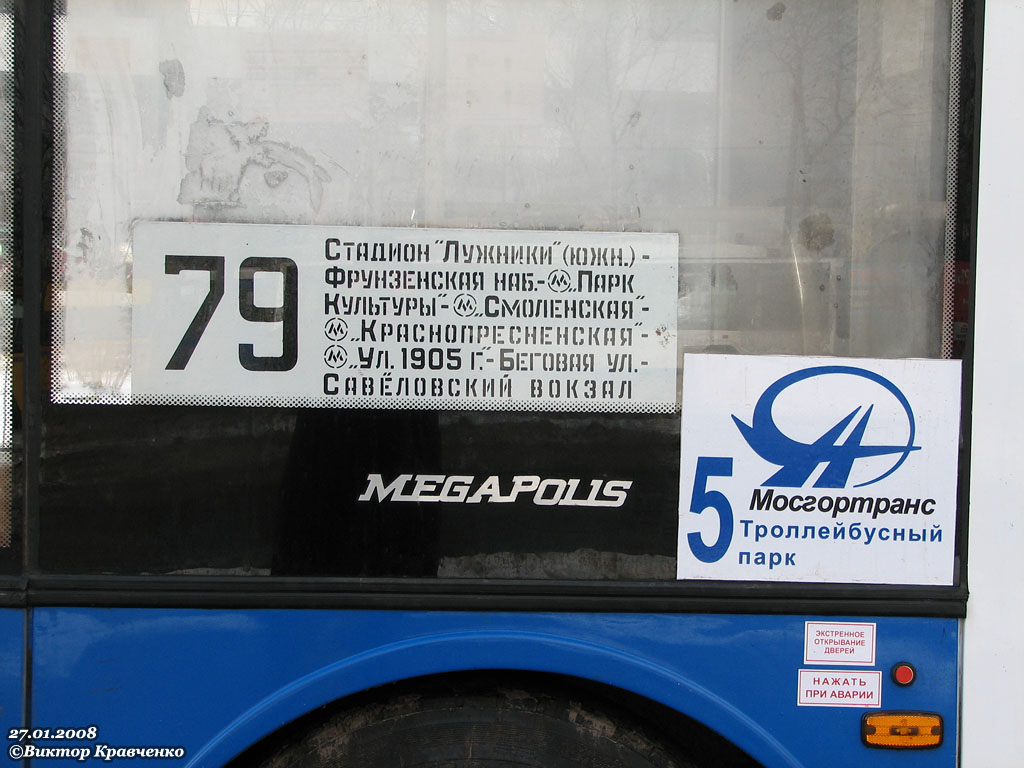 79
Стадион "Лужники" (южн.) -
Фрунзенская наб.- М „Парк
Культуры"- М „Смоленская"-
М „Краснопресненская"-
М „Ул. 1905 г."- Беговая ул.-
Савёловский вокзал
MEGAPOLIS
Мосгортранс
5 Троллейбусный
парк
ЭКСТРЕННОЕ
ОТКРЫВАНИЕ
ДВЕРЕЙ
НАЖАТЬ
ПРИ АВАРИИ
27.01.2008
©Виктор Кравченко